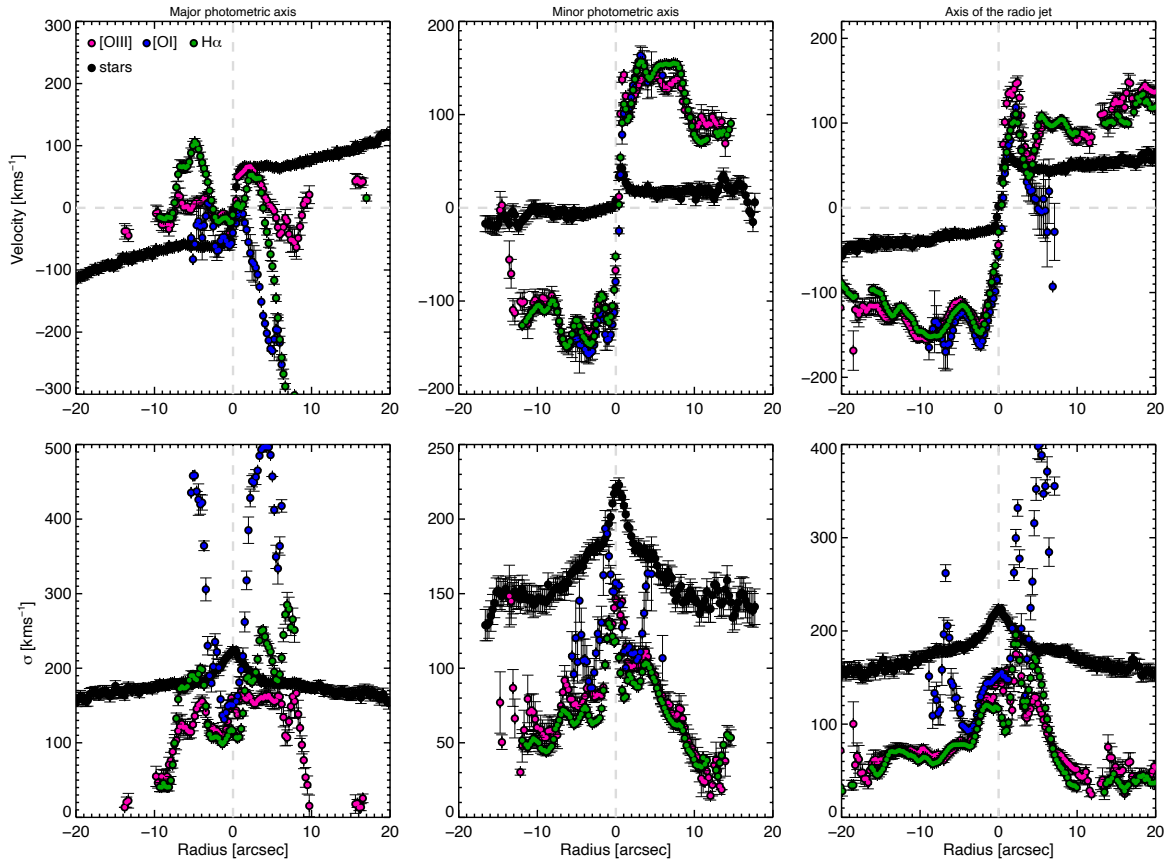 Major photometric axis
Minor photometric axis
Axis of the radio jet
[OIII] [OI] Hα
stars
300
200
100
0
−100
−200
−300
Velocity [kms⁻¹]
−20 −10 0 10 20
200
100
0
−100
−200
−20 −10 0 10 20
200
100
0
−100
−200
−20 −10 0 10 20
500
400
300
200
100
0
σ [kms⁻¹]
−20 −10 0 10 20
Radius [arcsec]
250
200
150
100
50
0
−20 −10 0 10 20
Radius [arcsec]
400
300
200
100
0
−20 −10 0 10 20
Radius [arcsec]